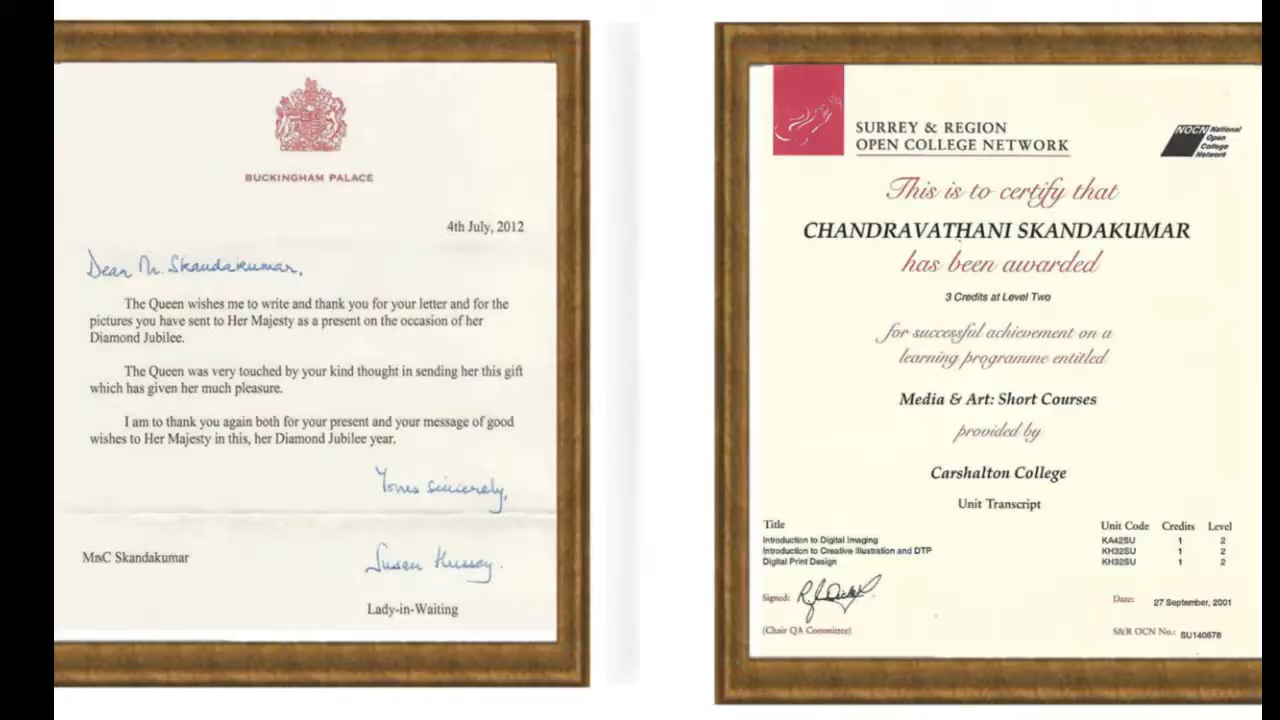 BUCKINGHAM PALACE
4th July, 2012
Dear Mr. Skandakumar,
The Queen wishes me to write and thank you for your letter and for the
pictures you have sent to Her Majesty as a present on the occasion of her
Diamond Jubilee.
The Queen was very touched by your kind thought in sending her this gift
which has given her much pleasure.
I am to thank you again both for your present and your message of good
wishes to Her Majesty in this, her Diamond Jubilee year.
Yours sincerely,
Susan Hussey.
MrsC Skandakumar
Lady-in-Waiting
SURREY & REGION
OPEN COLLEGE NETWORK
NOCN National
Open
College
Network
This is to certify that
CHANDRAVATHANI SKANDAKUMAR
has been awarded
3 Credits at Level Two
for successful achievement on a
learning programme entitled
Media & Art: Short Courses
provided by
Carshalton College
Unit Transcript
Title Unit Code Credits Level
Introduction to Digital Imaging KA42SU 1 2
Introduction to Creative Illustration and DTP KH32SU 1 2
Digital Print Design KH32SU 1 2
Signed:
Date: 27 September, 2001
(Chair QA Committee)
S&R OCN No.: SU140678